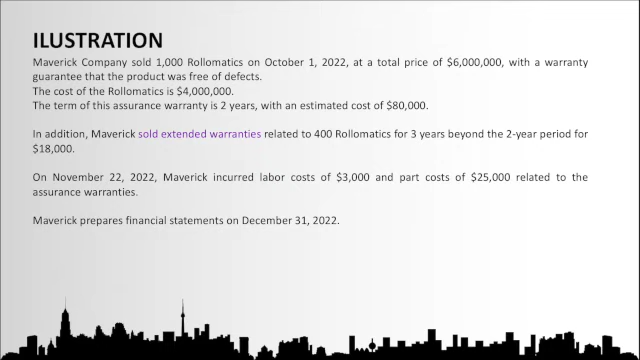 ILUSTRATION
Maverick Company sold 1,000 Rollomatics on October 1, 2022, at a total price of $6,000,000, with a warranty
guarantee that the product was free of defects.
The cost of the Rollomatics is $4,000,000.
The term of this assurance warranty is 2 years, with an estimated cost of $80,000.
In addition, Maverick sold extended warranties related to 400 Rollomatics for 3 years beyond the 2-year period for
$18,000.
On November 22, 2022, Maverick incurred labor costs of $3,000 and part costs of $25,000 related to the
assurance warranties.
Maverick prepares financial statements on December 31, 2022.